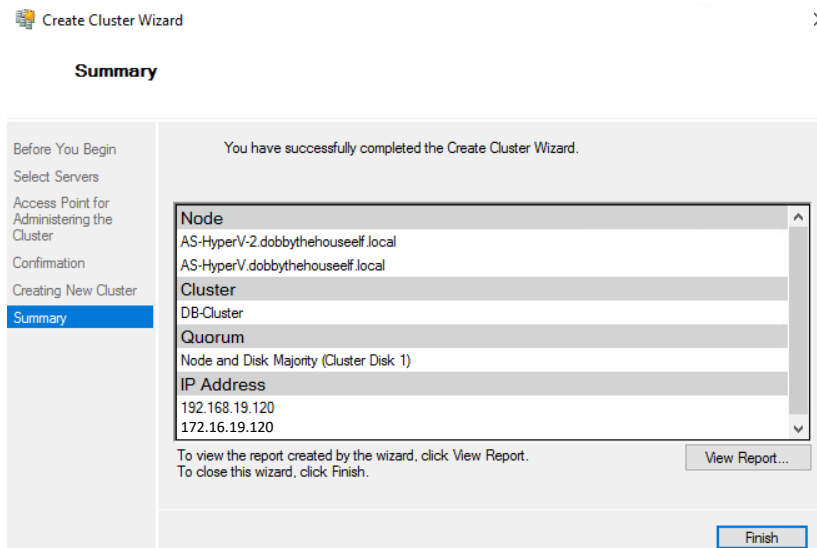 Create Cluster Wizard
Summary
Before You Begin
Select Servers
Access Point for
Administering the
Cluster
Confirmation
Creating New Cluster
Summary
You have successfully completed the Create Cluster Wizard.
Node
AS-HyperV-2.dobbythehouseelf.local
AS-HyperV.dobbythehouseelf.local
Cluster
DB-Cluster
Quorum
Node and Disk Majority (Cluster Disk 1)
IP Address
192.168.19.120
172.16.19.120
To view the report created by the wizard, click View Report.
To close this wizard, click Finish.
View Report...
Finish